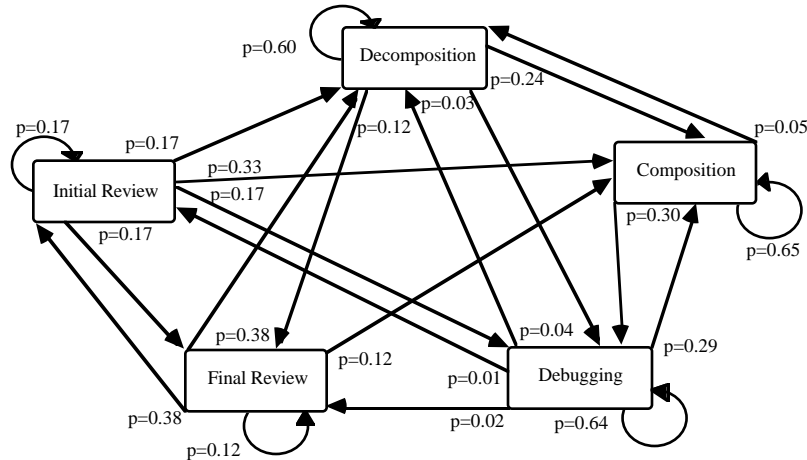 p=0.60
Decomposition
p=0.24
p=0.03
p=0.12
p=0.17
p=0.17
p=0.05
p=0.33
Composition
Initial Review
p=0.17
p=0.30
p=0.17
p=0.65
p=0.38
p=0.04
p=0.12
p=0.29
Final Review
p=0.01
Debugging
p=0.38
p=0.02
p=0.64
p=0.12